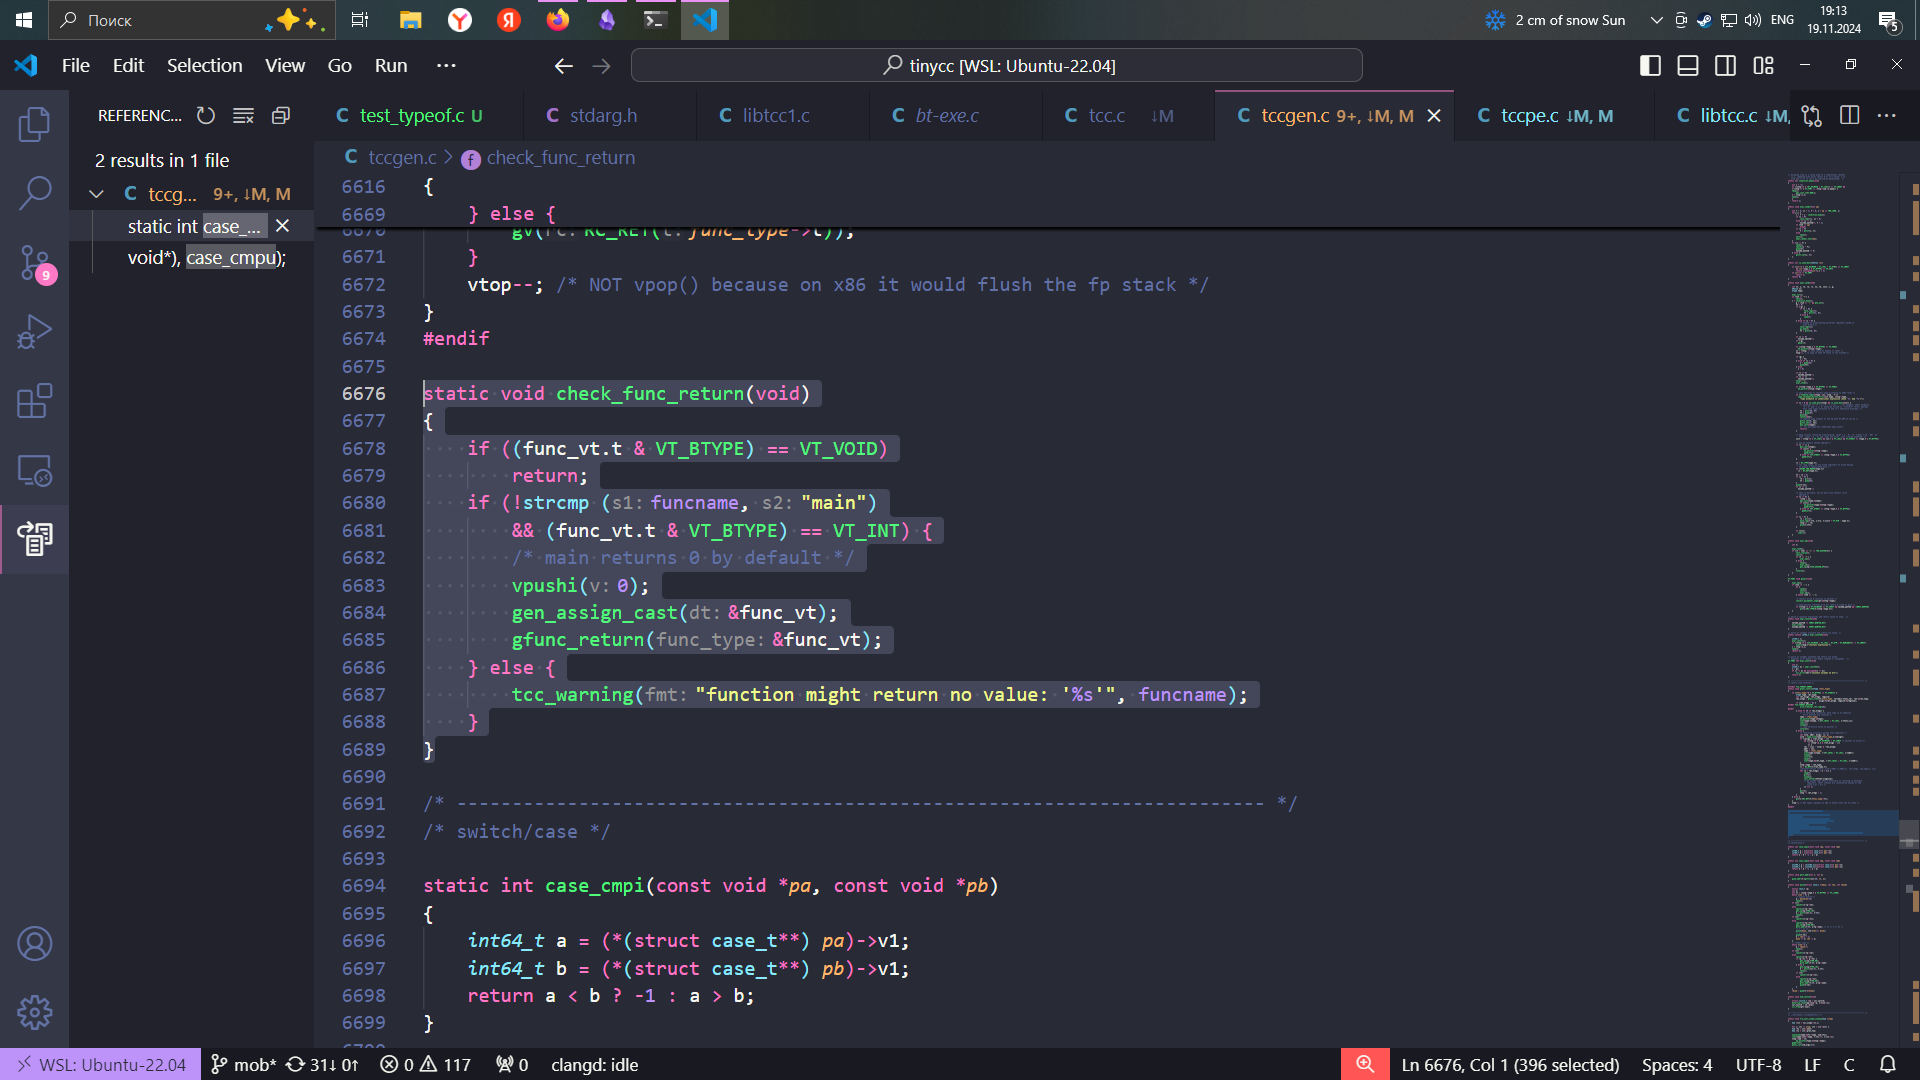 Поиск
2 cm of snow Sun
ENG
19:13
19.11.2024
5
File Edit Selection View Go Run ···
tinycc [WSL: Ubuntu-22.04]
REFERENC...
C test_typeof.c U
C stdarg.h
C libtcc1.c
C bt-exe.c
C tcc.c ↓M
C tccgen.c 9+, ↓M, M
C tccpe.c ↓M, M
C libtcc.c ↓M,
2 results in 1 file
C tccg... 9+, ↓M, M
static int case_...
void*), case_cmpu);
9
C tccgen.c > f check_func_return
6616 {
6669 } else {
6670 gv(rc: RC_RET(t: func_type->t));
6671 }
6672 vtop--; /* NOT vpop() because on x86 it would flush the fp stack */
6673 }
6674 #endif
6675
6676 static void check_func_return(void)
6677 {
6678 if ((func_vt.t & VT_BTYPE) == VT_VOID)
6679 return;
6680 if (!strcmp (s1: funcname, s2: "main")
6681 && (func_vt.t & VT_BTYPE) == VT_INT) {
6682 /* main returns 0 by default */
6683 vpushi(v: 0);
6684 gen_assign_cast(dt: &func_vt);
6685 gfunc_return(func_type: &func_vt);
6686 } else {
6687 tcc_warning(fmt: "function might return no value: '%s'", funcname);
6688 }
6689 }
6690
6691 /* ------------------------------------------------------------------------- */
6692 /* switch/case */
6693
6694 static int case_cmpi(const void *pa, const void *pb)
6695 {
6696 int64_t a = (*(struct case_t**) pa)->v1;
6697 int64_t b = (*(struct case_t**) pb)->v1;
6698 return a < b ? -1 : a > b;
6699 }
WSL: Ubuntu-22.04
mob* 31↓ 0↑
0 117
0
clangd: idle
Ln 6676, Col 1 (396 selected)
Spaces: 4
UTF-8
LF
C